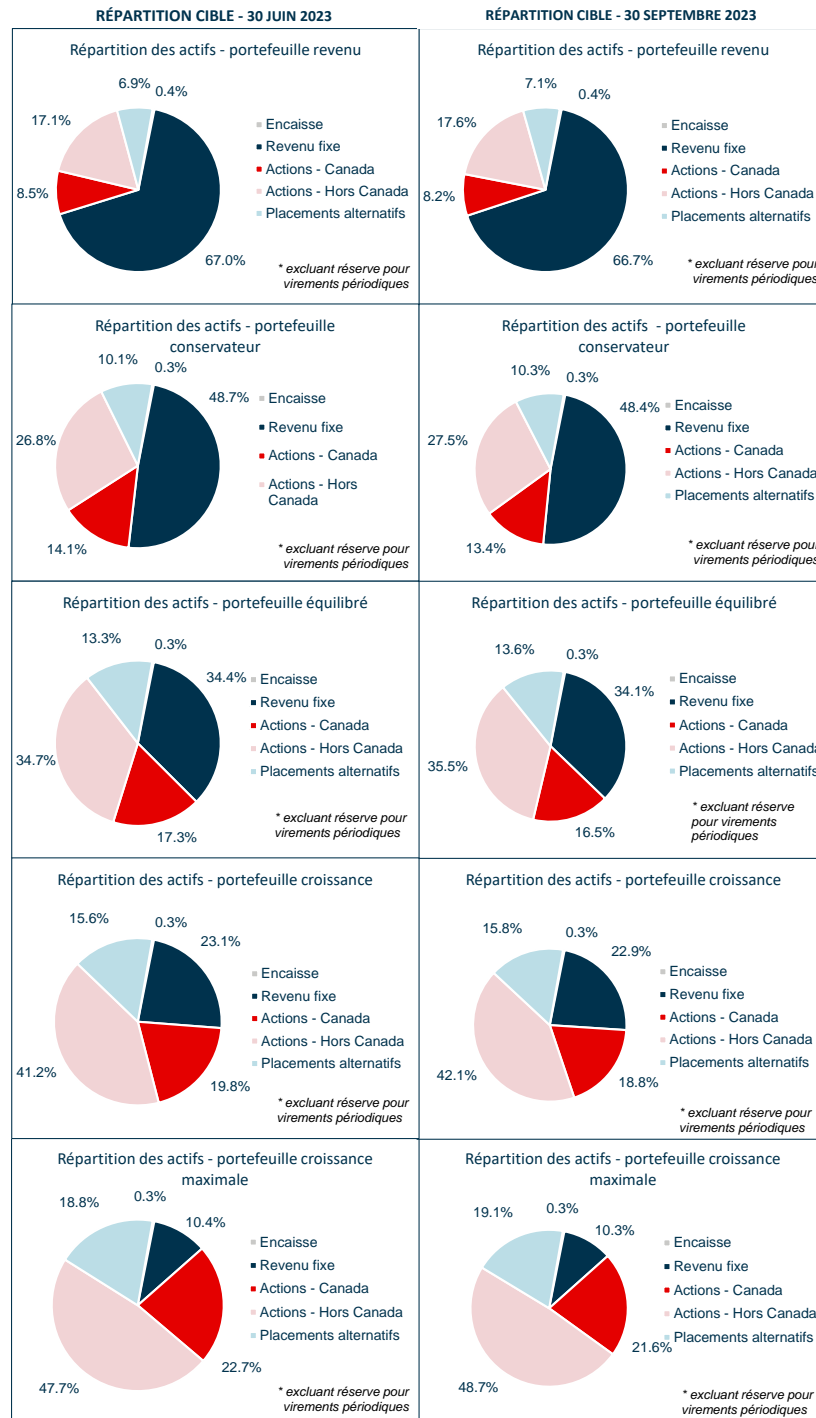 RÉPARTITION CIBLE - 30 JUIN 2023
Répartition des actifs - portefeuille revenu
6.9%
0.4%
17.1%
8.5%
67.0%
Encaisse
Revenu fixe
Actions - Canada
Actions - Hors Canada
Placements alternatifs
* excluant réserve pour
virements périodiques
RÉPARTITION CIBLE - 30 SEPTEMBRE 2023
Répartition des actifs - portefeuille revenu
7.1%
0.4%
17.6%
8.2%
66.7%
Encaisse
Revenu fixe
Actions - Canada
Actions - Hors Canada
Placements alternatifs
* excluant réserve pour
virements périodiques
Répartition des actifs - portefeuille
conservateur
10.1%
0.3%
48.7%
26.8%
14.1%
Encaisse
Revenu fixe
Actions - Canada
Actions - Hors
Canada
* excluant réserve pour
virements périodiques
Répartition des actifs - portefeuille
conservateur
10.3%
0.3%
48.4%
27.5%
13.4%
Encaisse
Revenu fixe
Actions - Canada
Actions - Hors Canada
Placements alternatifs
* excluant réserve pour
virements périodiques
Répartition des actifs - portefeuille équilibré
13.3%
0.3%
34.4%
34.7%
17.3%
Encaisse
Revenu fixe
Actions - Canada
Actions - Hors Canada
Placements alternatifs
* excluant réserve pour
virements périodiques
Répartition des actifs - portefeuille équilibré
13.6%
0.3%
34.1%
35.5%
16.5%
Encaisse
Revenu fixe
Actions - Canada
Actions - Hors Canada
Placements alternatifs
* excluant réserve
pour virements
périodiques
Répartition des actifs - portefeuille croissance
15.6%
0.3%
23.1%
41.2%
19.8%
Encaisse
Revenu fixe
Actions - Canada
Actions - Hors Canada
Placements alternatifs
* excluant réserve pour
virements périodiques
Répartition des actifs - portefeuille croissance
15.8%
0.3%
22.9%
42.1%
18.8%
Encaisse
Revenu fixe
Actions - Canada
Actions - Hors Canada
Placements alternatifs
* excluant réserve pour
virements périodiques
Répartition des actifs - portefeuille croissance
maximale
18.8%
0.3%
10.4%
47.7%
22.7%
Encaisse
Revenu fixe
Actions - Canada
Actions - Hors Canada
Placements alternatifs
* excluant réserve pour
virements périodiques
Répartition des actifs - portefeuille croissance
maximale
19.1%
0.3%
10.3%
48.7%
21.6%
Encaisse
Revenu fixe
Actions - Canada
Actions - Hors Canada
Placements alternatifs
* excluant réserve pour
virements périodiques